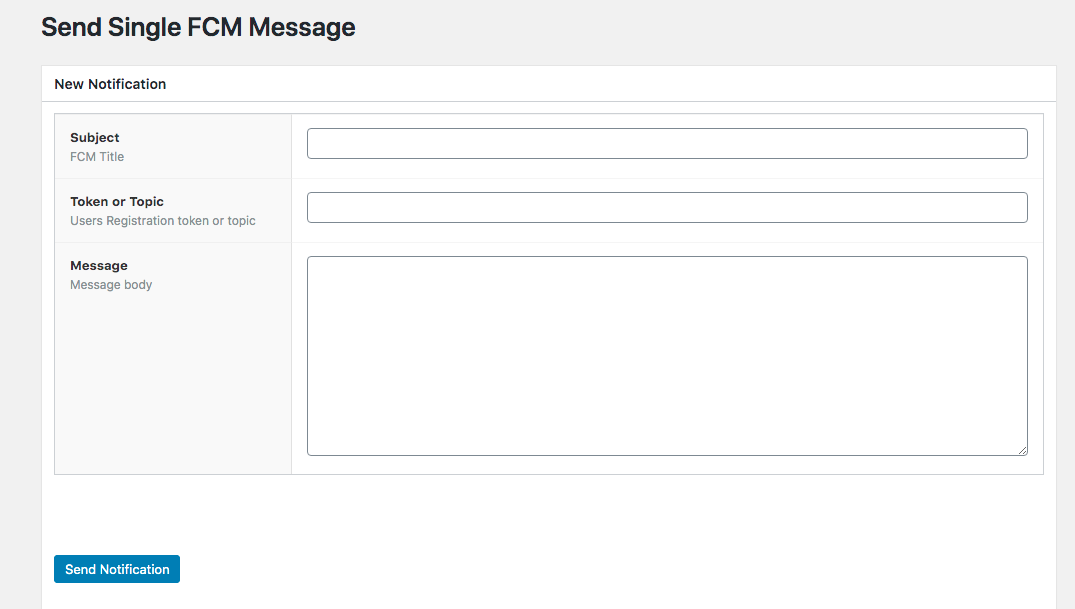 Send Single FCM Message
New Notification
Subject
FCM Title
Token or Topic
Users Registration token or topic
Message
Message body
Send Notification